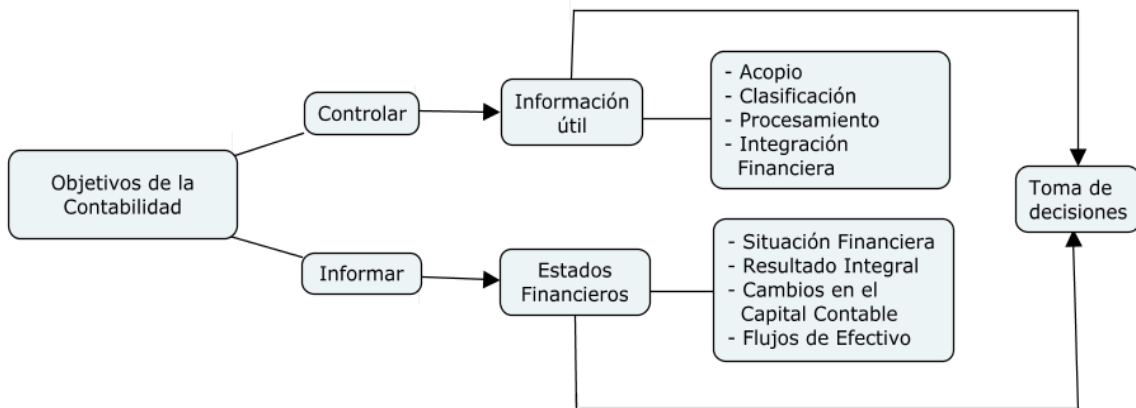 Objetivos de la
Contabilidad
Controlar
Información
útil
- Acopio
- Clasificación
- Procesamiento
- Integración
Financiera
Informar
Estados
Financieros
- Situación Financiera
- Resultado Integral
- Cambios en el
Capital Contable
- Flujos de Efectivo
Toma de
decisiones